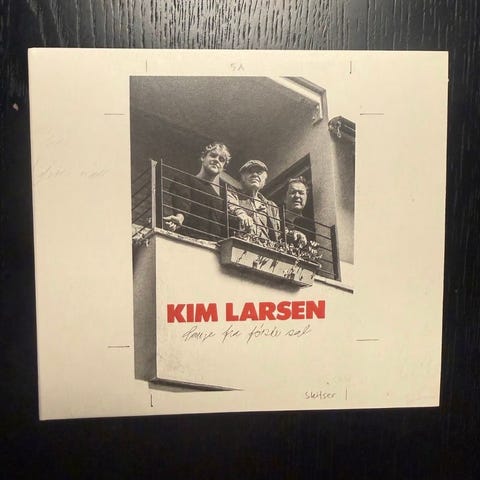 5A
KIM LARSEN
Sange fra første sal
skitser